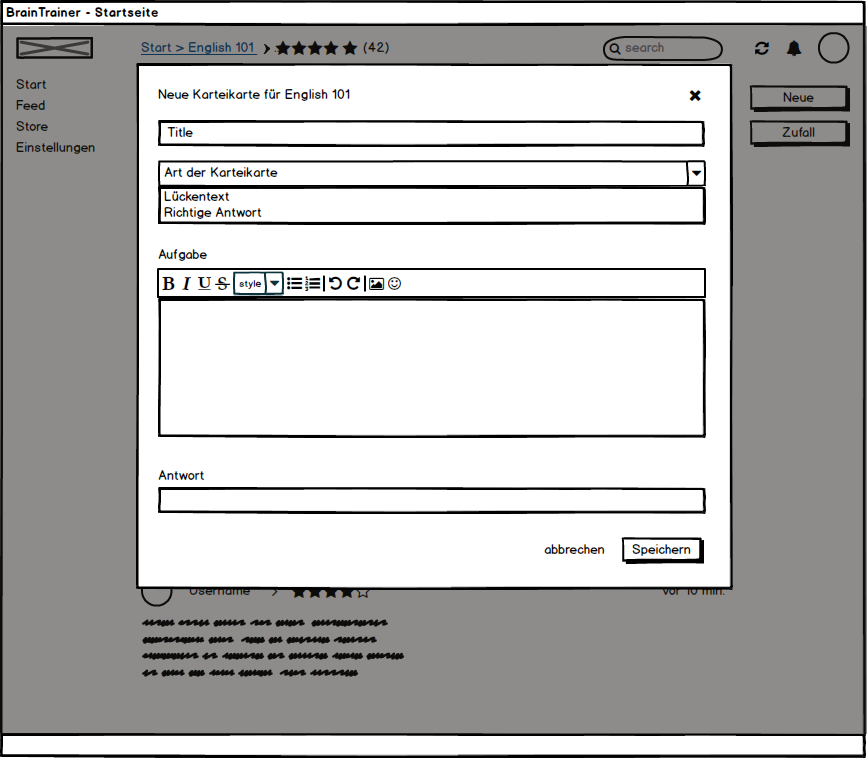 BrainTrainer - Startseite
Start > English 101 > ★★★★★ (42)
search
Start
Feed
Store
Einstellungen
Neue
Zufall
Neue Karteikarte für English 101
Title
Art der Karteikarte
Lückentext
Richtige Antwort
Aufgabe
B I U S style
Antwort
abbrechen
Speichern
Username > ★★★★☆ vor 10 min.